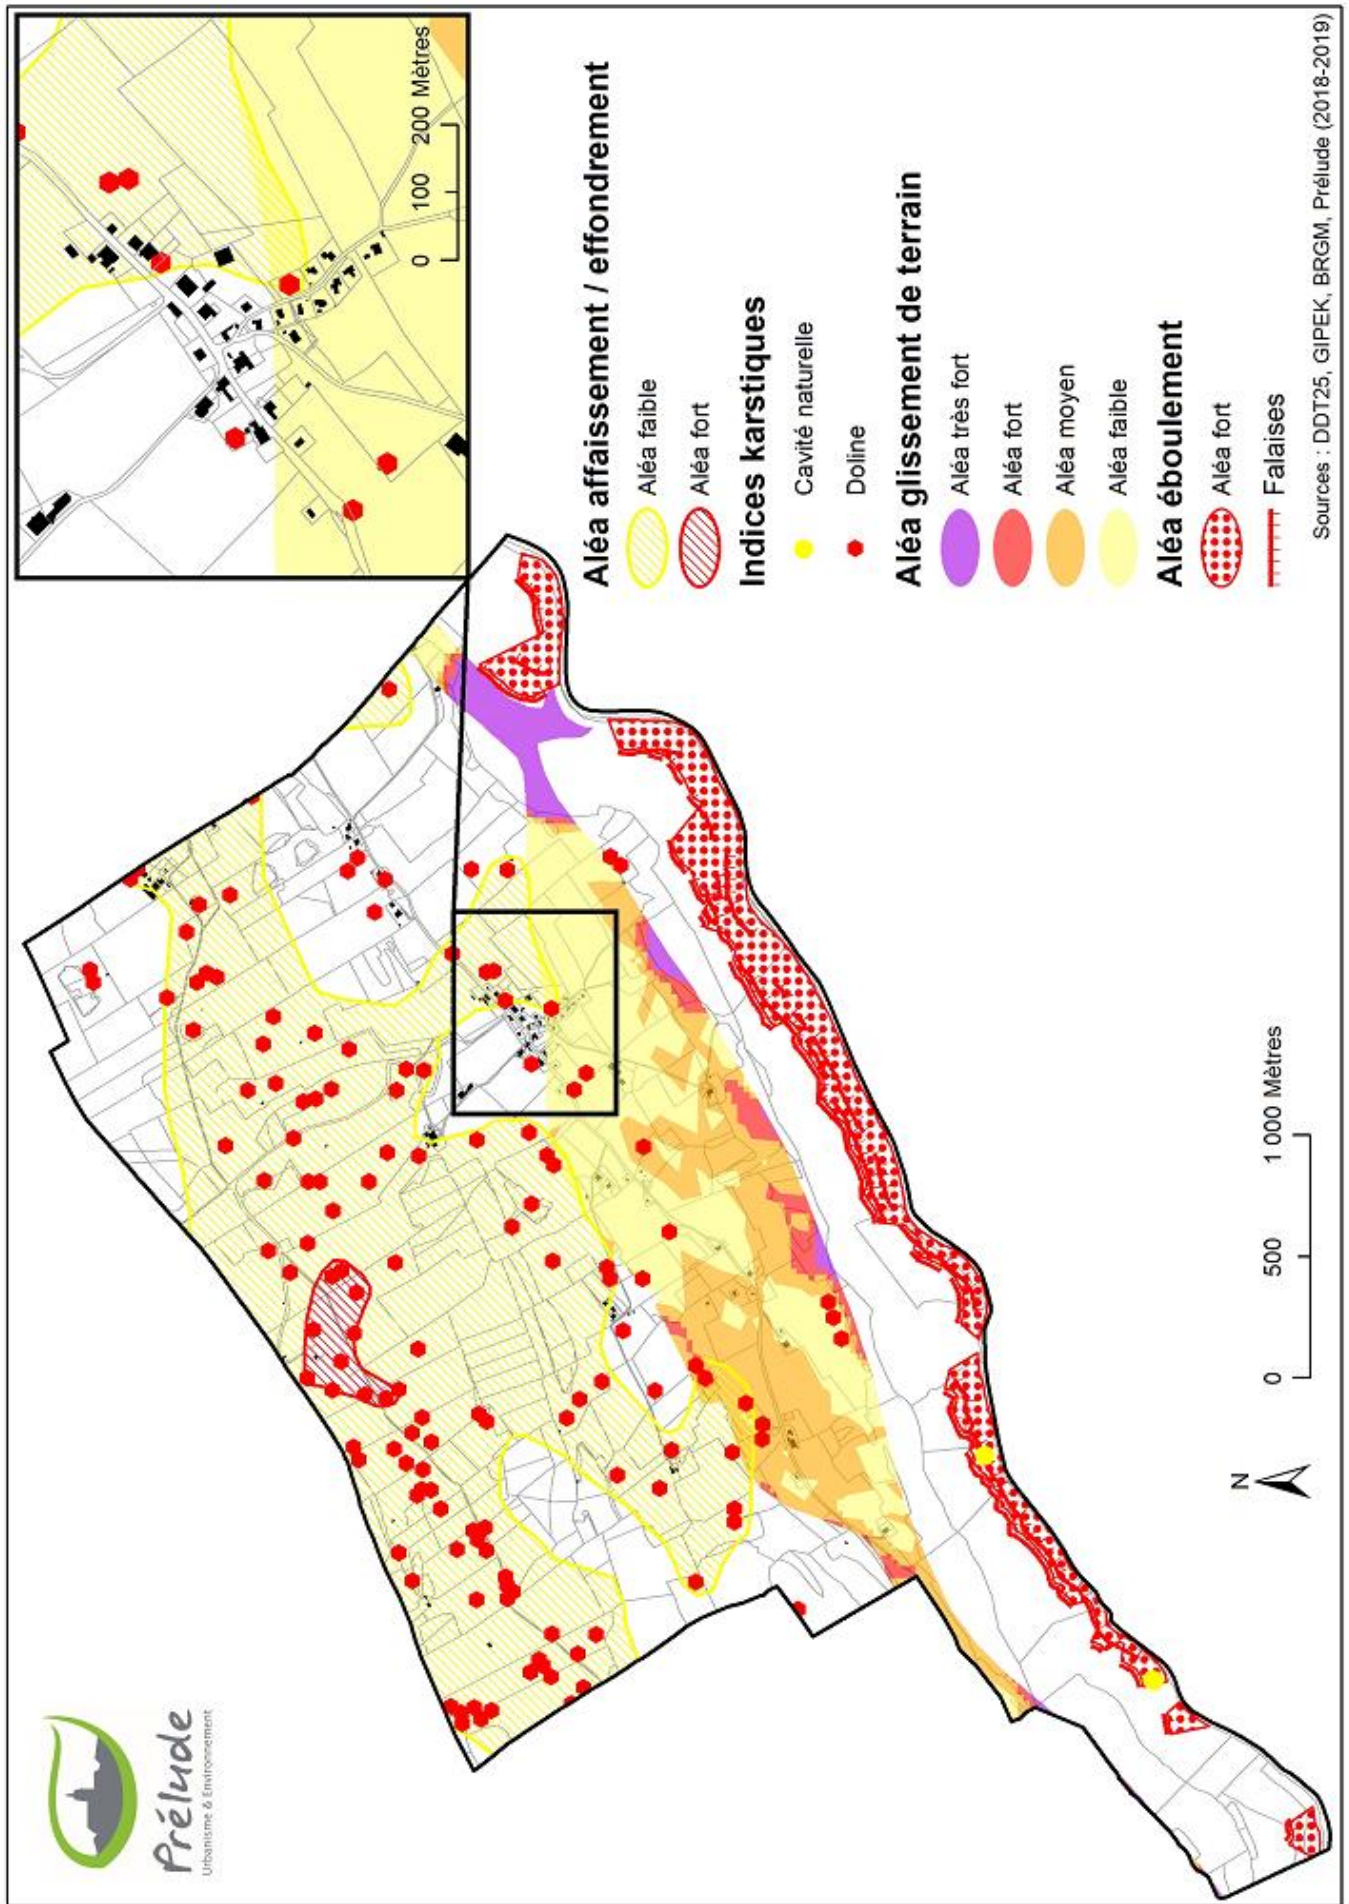 Prélude
Urbanisme & Environnement
0 100 200 Mètres
Aléa affaissement / effondrement
Aléa faible
Aléa fort
Indices karstiques
Cavité naturelle
Doline
Aléa glissement de terrain
Aléa très fort
Aléa fort
Aléa moyen
Aléa faible
Aléa éboulement
Aléa fort
Falaises
N
0 500 1 000 Mètres
Sources : DDT25, GIPEK, BRGM, Prélude (2018-2019)